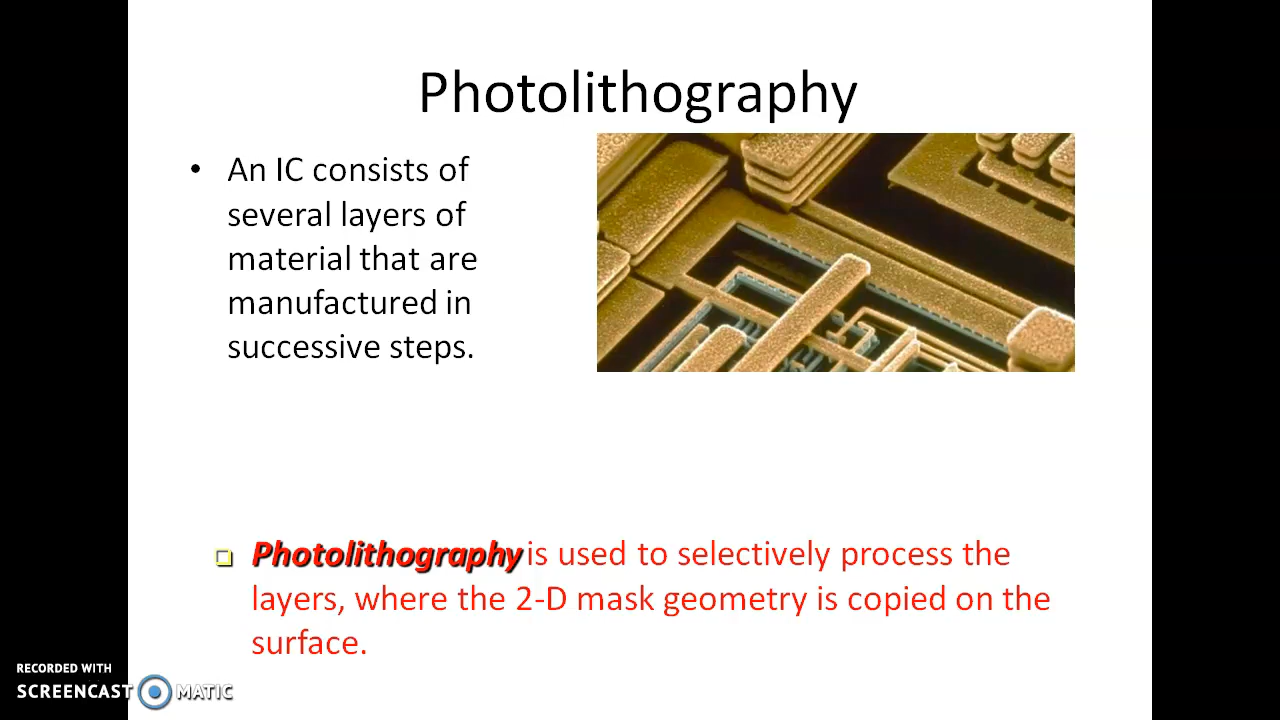 Photolithography
• An IC consists of
several layers of
material that are
manufactured in
successive steps.
Photolithography is used to selectively process the
layers, where the 2-D mask geometry is copied on the
surface.
RECORDED WITH
SCREENCAST MATIC